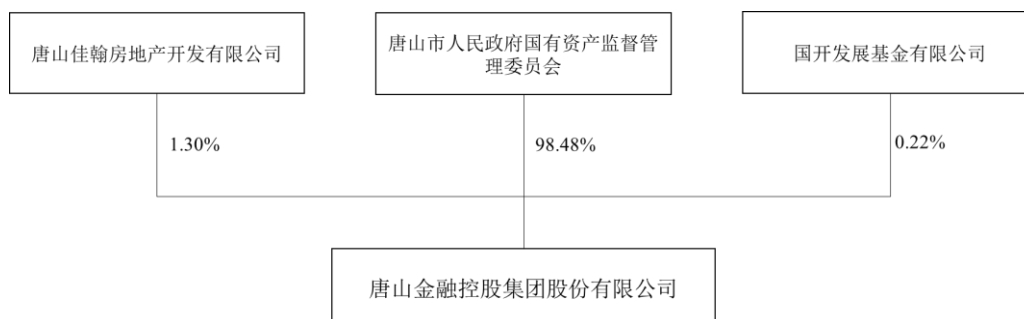 唐山佳翰房地产开发有限公司
唐山市人民政府国有资产监督管
理委员会
国开发展基金有限公司
1.30%
98.48%
0.22%
唐山金融控股集团股份有限公司